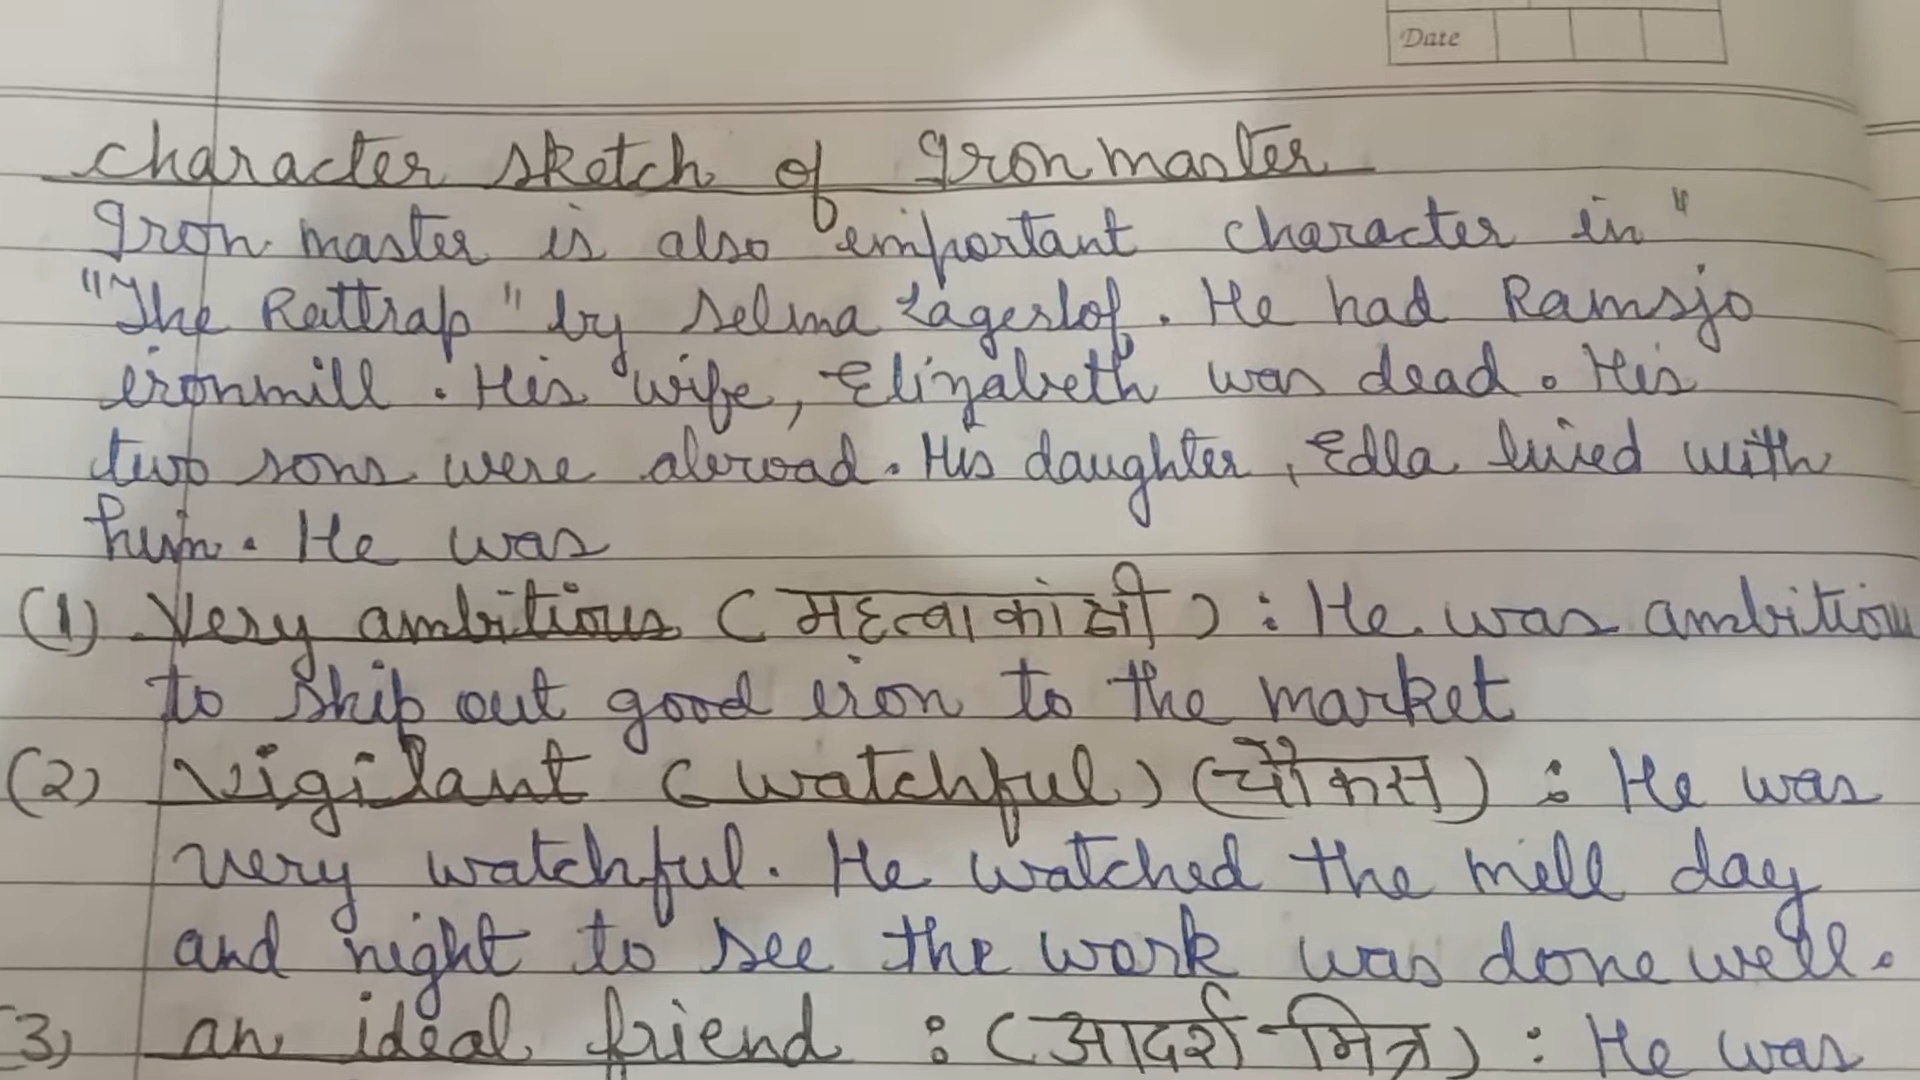 Date
character sketch of Ironmaster
Iron master is also important character in "
"The Rattrap" by Selma Lagerlof. He had Ramsjo
ironmill. His wife, Elizabeth was dead. His
two sons were abroad. His daughter, Edla lived with
him. He was
(1) Very ambitious (महत्वाकांक्षी) : He was ambitiou
to ship out good iron to the market
(2) Vigilant (watchful) (चौकस) : He was
very watchful. He watched the mill day
and night to see the work was done well.
(3) an ideal friend : (आदर्श-मित्र) : He was